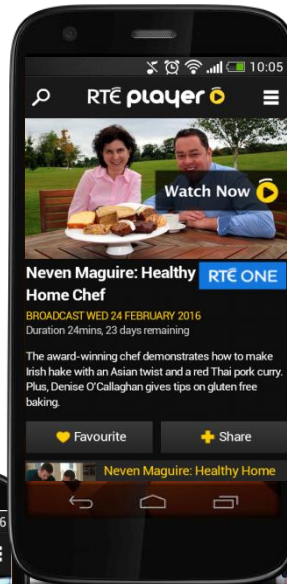 10:05
RTÉ player
Watch Now
Neven Maguire: Healthy
Home Chef
RTÉ ONE
BROADCAST WED 24 FEBRUARY 2016
Duration 24mins, 23 days remaining
The award-winning chef demonstrates how to make
Irish hake with an Asian twist and a red Thai pork curry.
Plus, Denise O'Callaghan gives tips on gluten free
baking.
Favourite
Share
Neven Maguire: Healthy Home